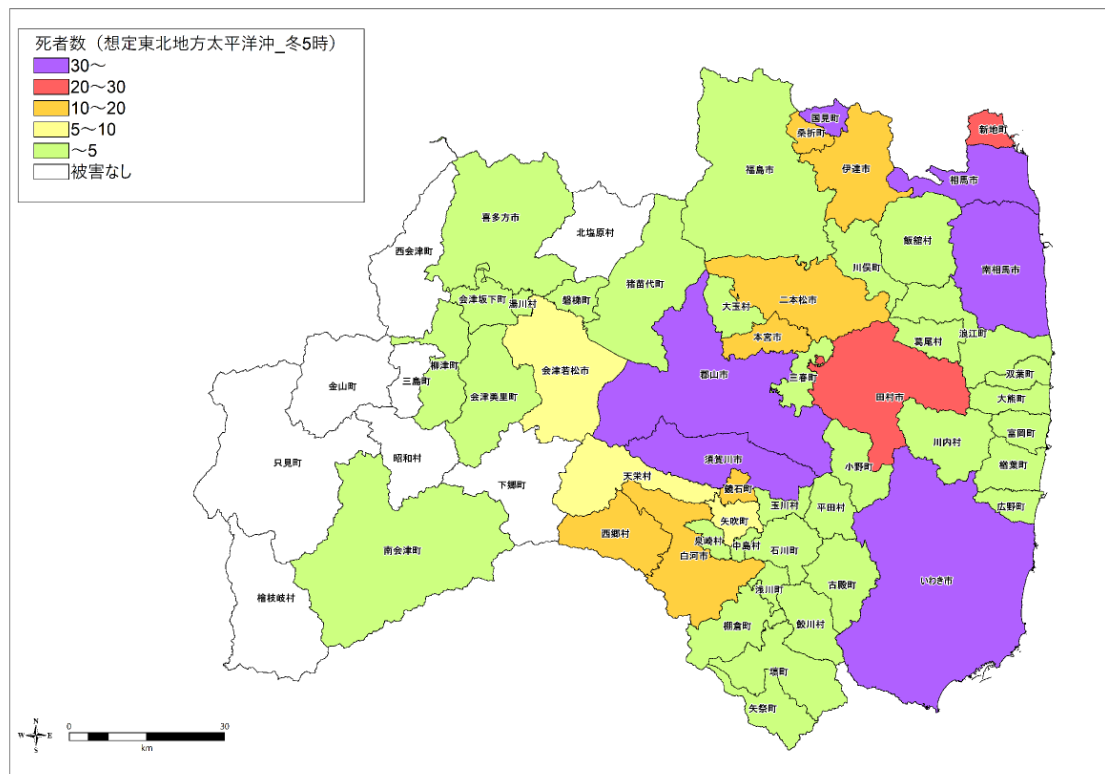 死者数（想定東北地方太平洋沖_冬5時）
30～
20～30
10～20
5～10
～5
被害なし
国見町
桑折町
新地町
伊達市
福島市
相馬市
喜多方市
北塩原村
西会津町
飯舘村
川俣町
南相馬市
猪苗代町
会津坂下町
湯川村
磐梯町
大玉村
二本松市
浪江町
葛尾村
本宮市
会津若松市
柳津町
三島町
金山町
郡山市
三春町
双葉町
田村市
大熊町
会津美里町
川内村
富岡町
只見町
昭和村
下郷町
須賀川市
小野町
楢葉町
天栄村
鏡石町
玉川村
平田村
広野町
矢吹町
西郷村
白河市
泉崎村
中島村
石川町
南会津町
いわき市
浅川町
古殿町
檜枝岐村
棚倉町
鮫川村
塙町
矢祭町
N
W E
S
0 30
km